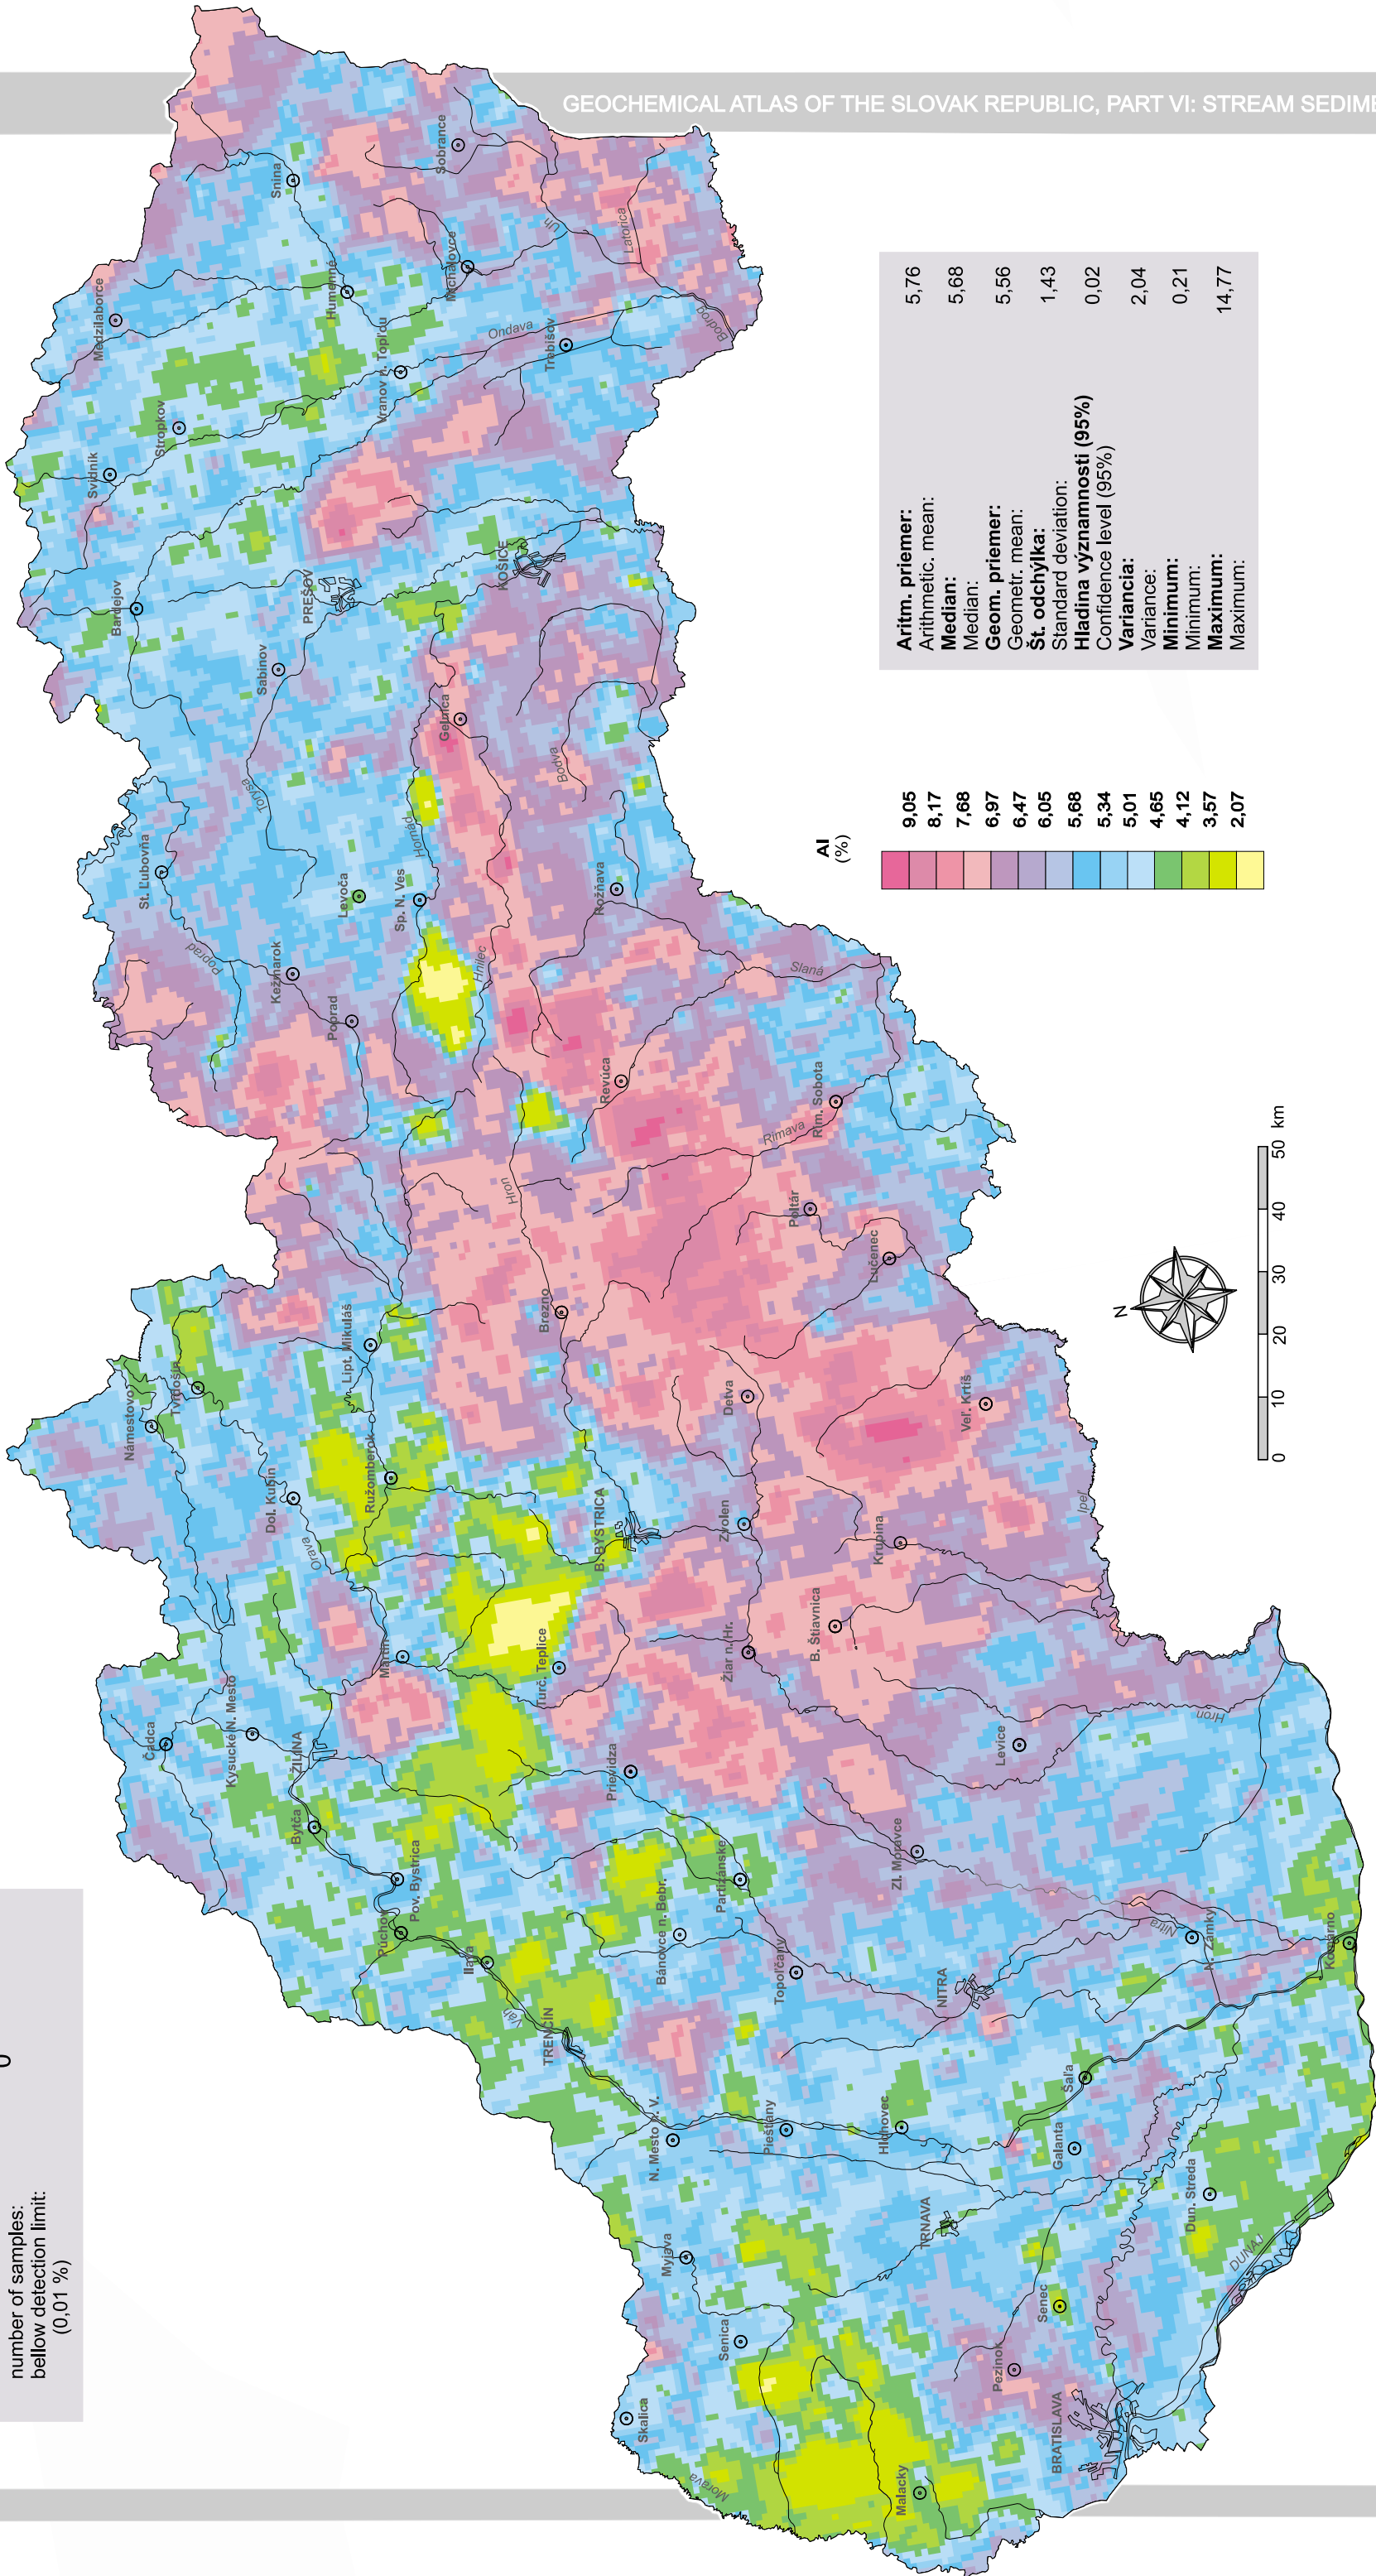 GEOCHEMICAL ATLAS OF THE SLOVAK REPUBLIC, PART VI: STREAM SEDIME
number of samples:
bellow detection limit:
(0,01 %)
0
Skalica
Senica
Myjava
Malacky
Morava
BRATISLAVA
Pezinok
Senec
TRNAVA
Dun. Streda
DUNAJ
Galanta
Šaľa
Hlohovec
Piešťany
N. Mesto n. V.
TRENČÍN
Váh
Ilava
Púchov
Pov. Bystrica
Bytča
ŽILINA
Kysucké N. Mesto
Čadca
Bánovce n. Bebr.
Partizánske
Topoľčany
NITRA
Nitra
N. Zámky
Komárno
Zl. Moravce
Levice
Hron
Prievidza
Martin
Turč. Teplice
Žiar n. Hr.
B. Štiavnica
Krupina
Zvolen
B. BYSTRICA
Ružomberok
Dol. Kubín
Orava
Námestovo
Tvrdošín
Lipt. Mikuláš
Brezno
Detva
Veľ. Krtíš
Ipeľ
Lučenec
Poltár
Rimava
Rim. Sobota
Hron
Revúca
Slaná
Rožňava
Hnilec
Poprad
Kežmarok
Poprad
St. Ľubovňa
Levoča
Sp. N. Ves
Hornád
Torysa
Gelnica
Bodva
Sabinov
PREŠOV
KOŠICE
Bardejov
Svidník
Stropkov
Medzilaborce
Vranov n. Topľou
Humenné
Snina
Ondava
Trebišov
Michalovce
Sobrance
Uh
Latorica
Bodrog
Al
(%)
9,05
8,17
7,68
6,97
6,47
6,05
5,68
5,34
5,01
4,65
4,12
3,57
2,07
N
0 10 20 30 40 50 km
Aritm. priemer: 5,76
Arithmetic. mean:
Median: 5,68
Median:
Geom. priemer: 5,56
Geometr. mean:
Št. odchýlka: 1,43
Standard deviation:
Hladina významnosti (95%) 0,02
Confidence level (95%)
Variancia: 2,04
Variance:
Minimum: 0,21
Minimum:
Maximum: 14,77
Maximum: